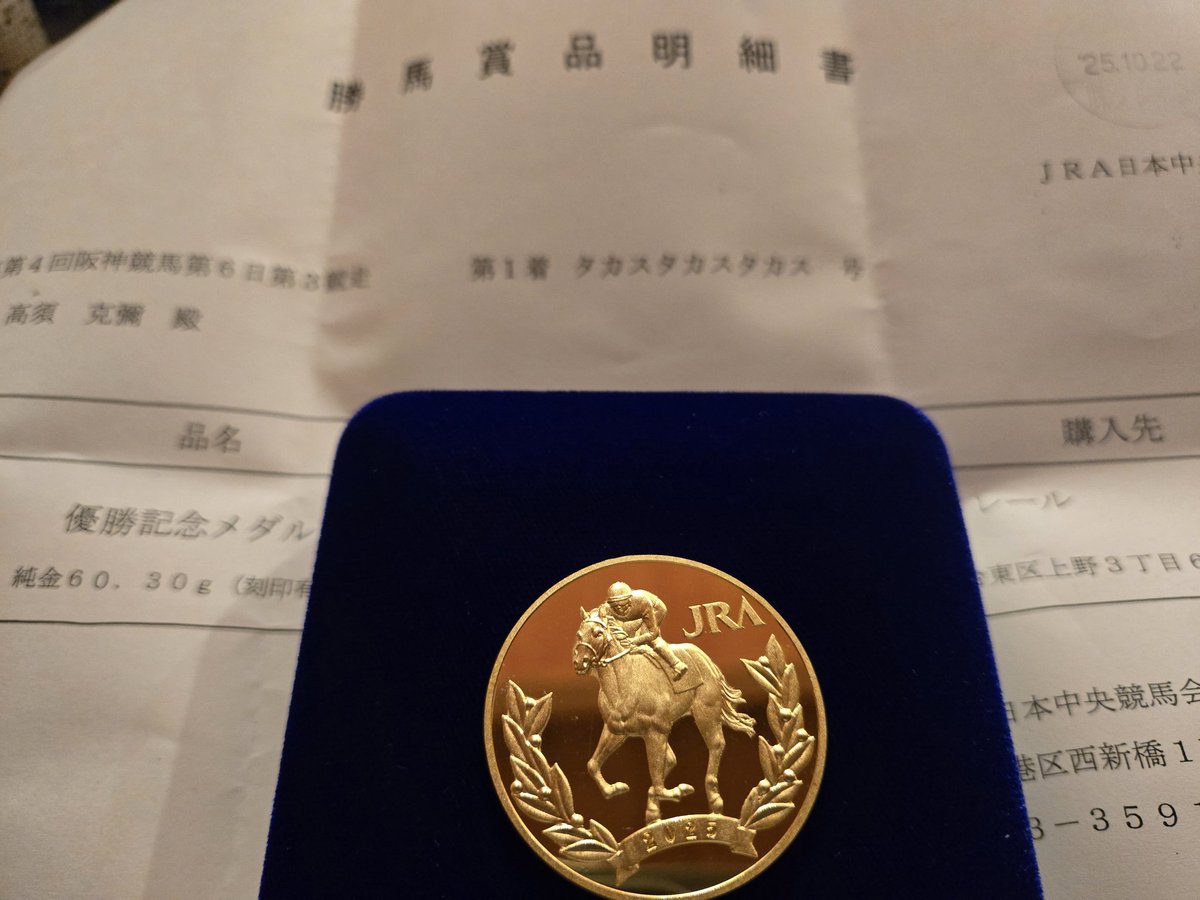 勝馬賞品明細書
'25.10.22
JRA日本中央
第4回阪神競馬第6日第3競走 第1着 タカスタカスタカス 号
高須 克彌 殿
品名 購入先
優勝記念メダル レール
純金60.30g(刻印有 東区上野3丁目6
JRA
日本中央競馬会
港区西新橋1
3-3591
2025